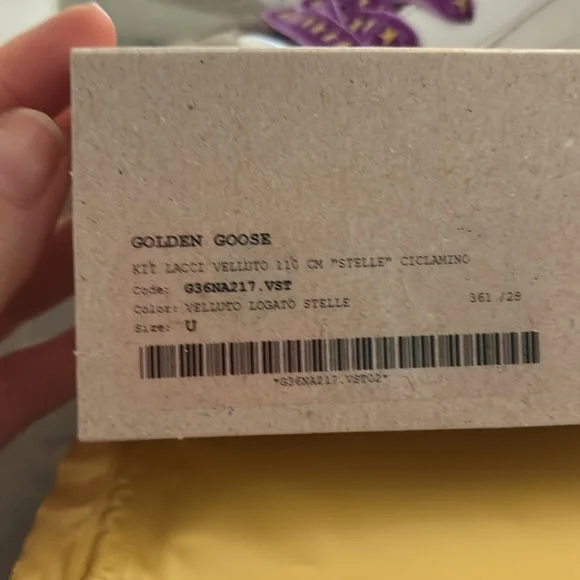 GOLDEN GOOSE
KIT LACCI VELLUTO 110 CM "STELLE" CICLAMINO
Code: G36NA217.VST
Color: VELLUTO LOGATO STELLE 361 /28
Size: U
*G36NA217.VST02*